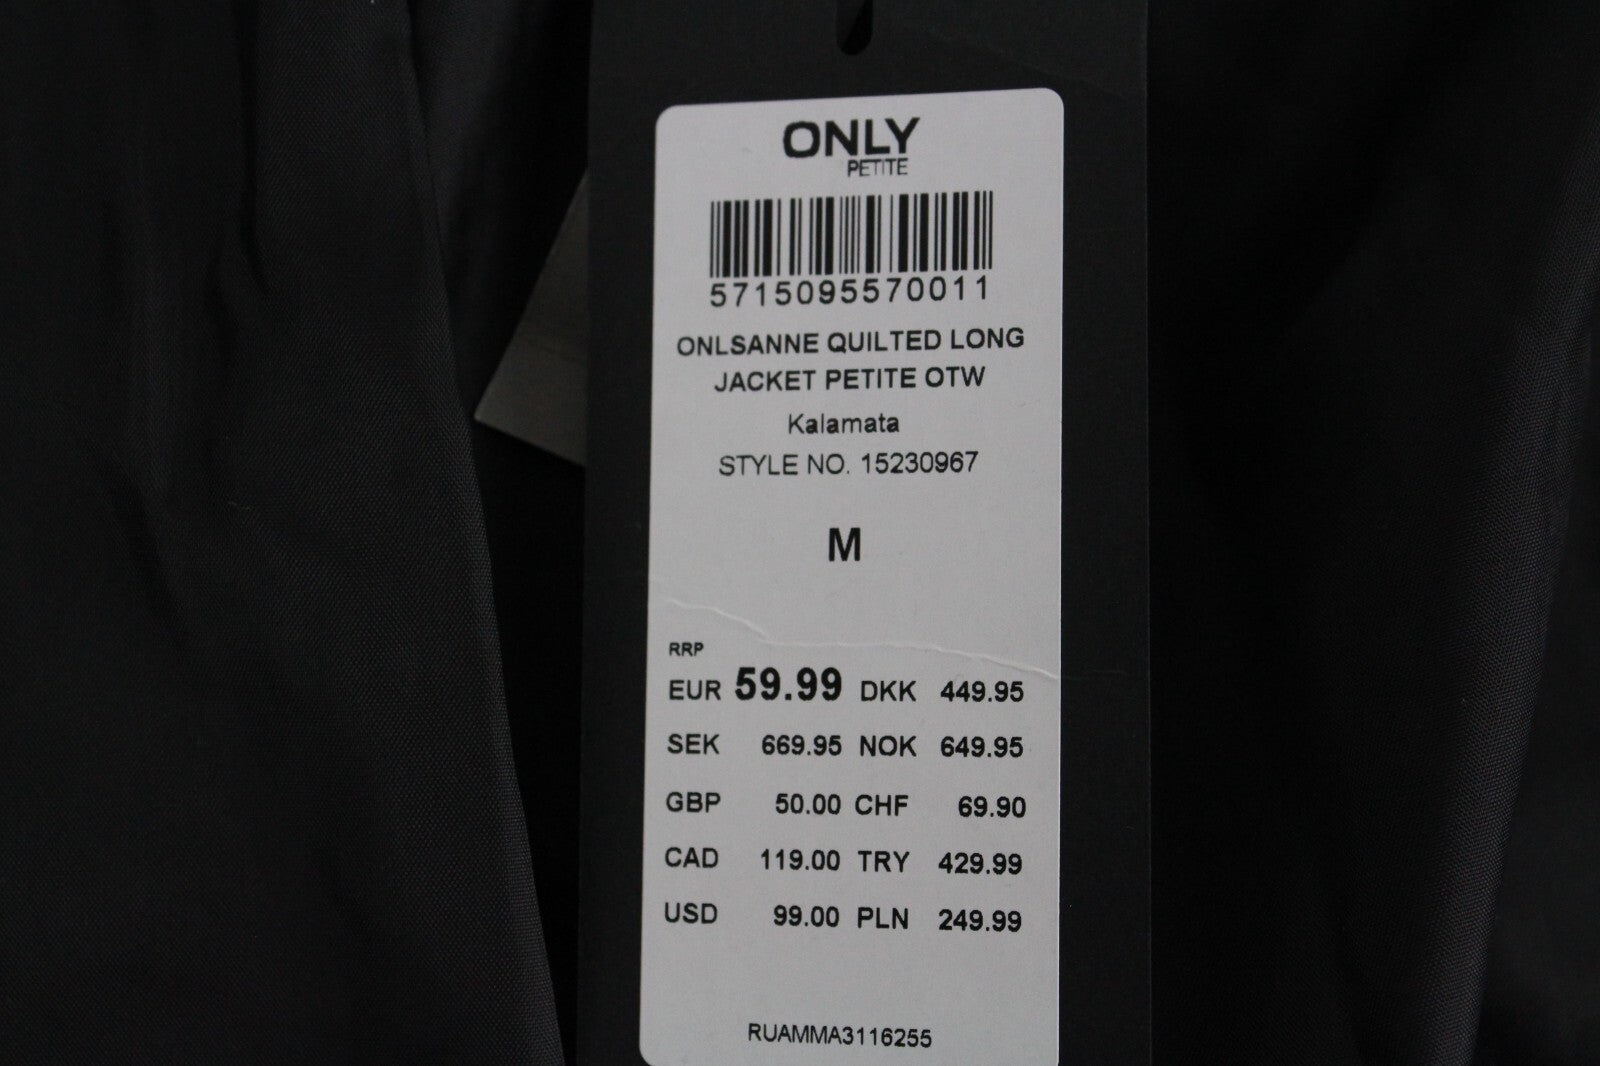 ONLY
PETITE
5715095570011
ONLSANNE QUILTED LONG
JACKET PETITE OTW
Kalamata
STYLE NO. 15230967
M
RRP
EUR 59.99 DKK 449.95
SEK 669.95 NOK 649.95
GBP 50.00 CHF 69.90
CAD 119.00 TRY 429.99
USD 99.00 PLN 249.99
RUAMMA3116255